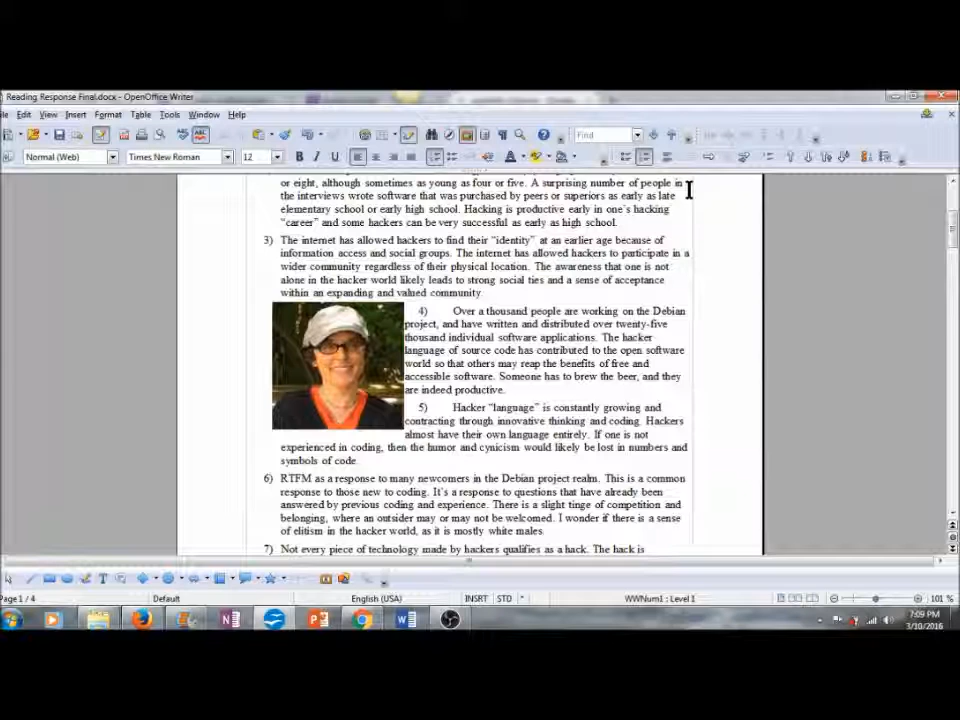 Reading Response Final.docx - OpenOffice Writer
Edit View Insert Format Table Tools Window Help
Find
Normal (Web) Times New Roman 12
or eight, although sometimes as young as four or five. A surprising number of people in
the interviews wrote software that was purchased by peers or superiors as early as late
elementary school or early high school. Hacking is productive early in one's hacking
“career” and some hackers can be very successful as early as high school.
3) The internet has allowed hackers to find their “identity” at an earlier age because of
information access and social groups. The internet has allowed hackers to participate in a
wider community regardless of their physical location. The awareness that one is not
alone in the hacker world likely leads to strong social ties and a sense of acceptance
within an expanding and valued community.
4) Over a thousand people are working on the Debian
project, and have written and distributed over twenty-five
thousand individual software applications. The hacker
language of source code has contributed to the open software
world so that others may reap the benefits of free and
accessible software. Someone has to brew the beer, and they
are indeed productive.
5) Hacker “language” is constantly growing and
contracting through innovative thinking and coding. Hackers
almost have their own language entirely. If one is not
experienced in coding, then the humor and cynicism would likely be lost in numbers and
symbols of code.
6) RTFM as a response to many newcomers in the Debian project realm. This is a common
response to those new to coding. It's a response to questions that have already been
answered by previous coding and experience. There is a slight tinge of competition and
belonging, where an outsider may or may not be welcomed. I wonder if there is a sense
of elitism in the hacker world, as it is mostly white males.
7) Not every piece of technology made by hackers qualifies as a hack. The hack is
Page 1 / 4 Default English (USA) INSRT STD WWNum1 : Level 1 101 %
7:09 PM
3/10/2016